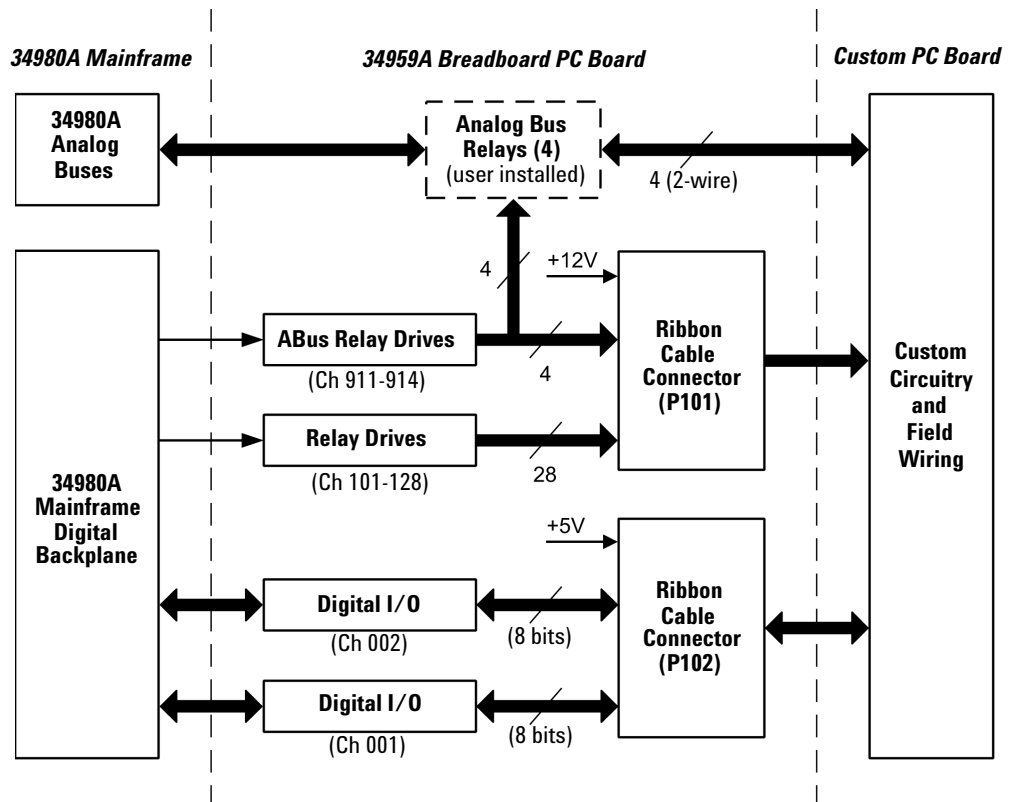 34980A Mainframe
34959A Breadboard PC Board
Custom PC Board
34980A
Analog
Buses
Analog Bus
Relays (4)
(user installed)
4 (2-wire)
4
+12V
ABus Relay Drives
(Ch 911-914)
4
Relay Drives
(Ch 101-128)
28
Ribbon
Cable
Connector
(P101)
Custom
Circuitry
and
Field
Wiring
34980A
Mainframe
Digital
Backplane
+5V
Digital I/O
(Ch 002)
(8 bits)
Digital I/O
(Ch 001)
(8 bits)
Ribbon
Cable
Connector
(P102)